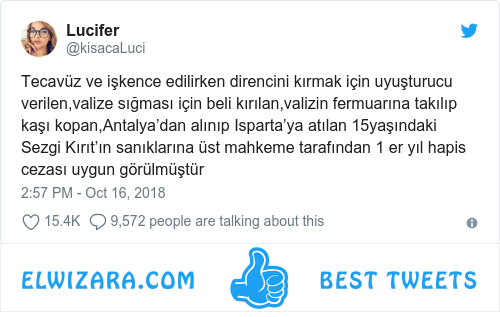 Lucifer
@kisacaLuci
Tecavüz ve işkence edilirken direncini kırmak için uyuşturucu
verilen,valize sığması için beli kırılan,valizin fermuarına takılıp
kaşı kopan,Antalya’dan alınıp Isparta’ya atılan 15yaşındaki
Sezgi Kırıt’ın sanıklarına üst mahkeme tarafından 1 er yıl hapis
cezası uygun görülmüştür
2:57 PM - Oct 16, 2018
15.4K 9,572 people are talking about this
ELWIZARA.COM BEST TWEETS